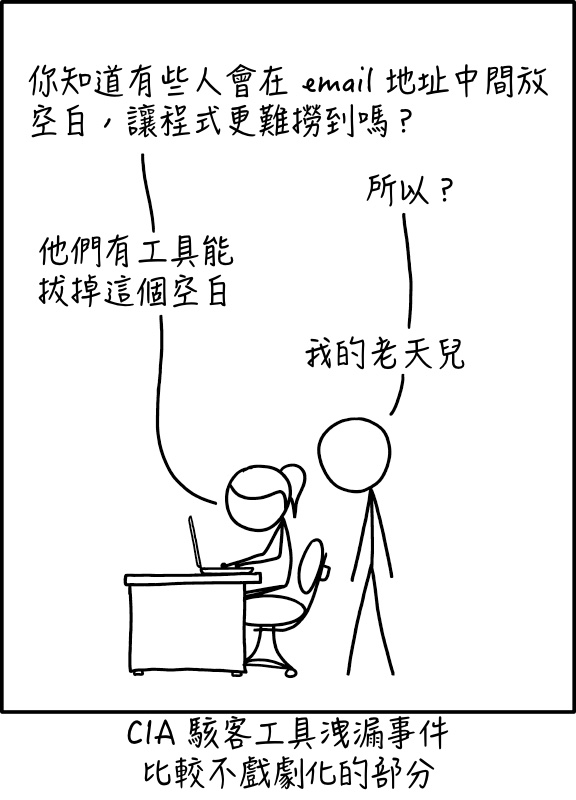 你知道有些人會在 email 地址中間放
空白，讓程式更難撈到嗎？
所以？
他們有工具能
拔掉這個空白
我的老天兒
CIA 駭客工具洩漏事件
比較不戲劇化的部分